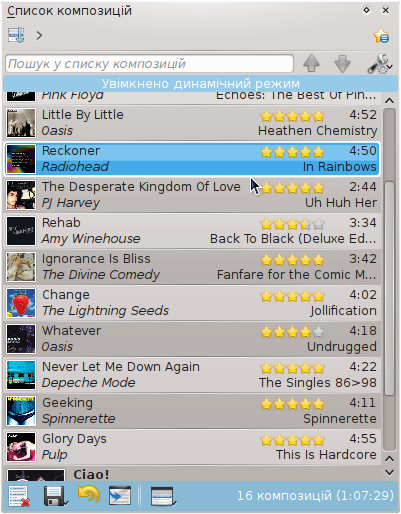 Список композицій
Пошук у списку композицій
Увімкнено динамічний режим
Pink Floyd Echoes: The Best Of Pin...
Little By Little 4:52
Oasis Heathen Chemistry
Reckoner 4:50
Radiohead In Rainbows
The Desperate Kingdom Of Love 2:44
PJ Harvey Uh Huh Her
Rehab 3:34
Amy Winehouse Back To Black (Deluxe Ed...
Ignorance Is Bliss 3:42
The Divine Comedy Fanfare for the Comic M...
Change 4:02
The Lightning Seeds Jollification
Whatever 4:18
Oasis Undrugged
Never Let Me Down Again 4:22
Depeche Mode The Singles 86>98
Geeking 4:11
Spinnerette Spinnerette
Glory Days 4:55
Pulp This Is Hardcore
Ciao!
16 композицій (1:07:29)